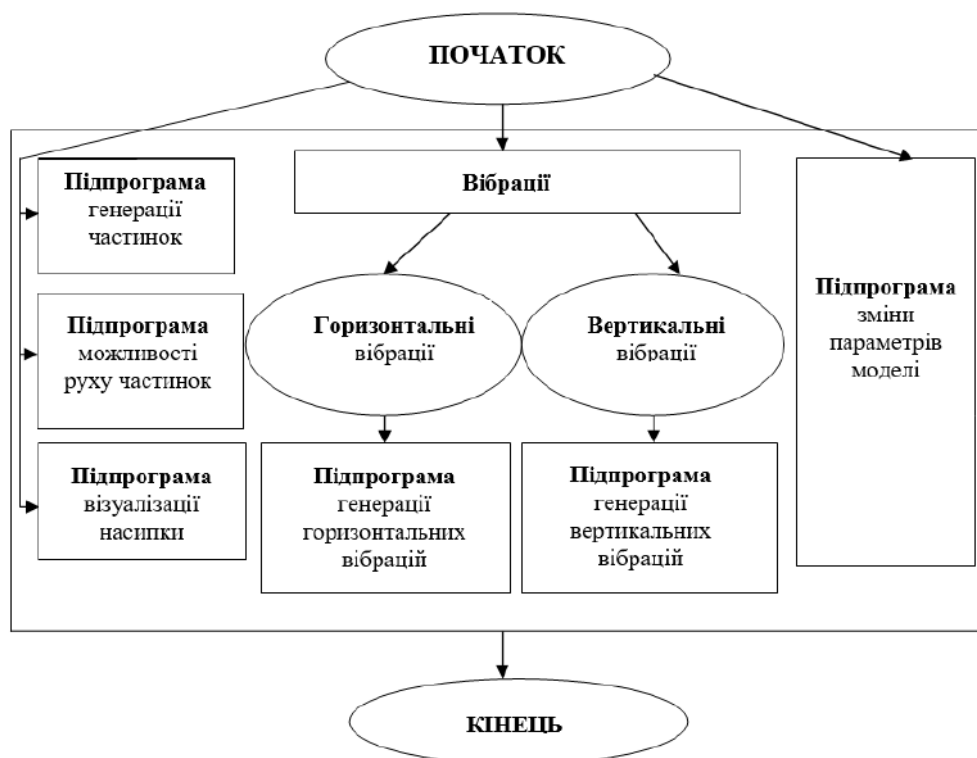 ПОЧАТОК
Підпрограма
генерації
частинок
Підпрограма
можливості
руху частинок
Підпрограма
візуалізації
насипки
Вібрації
Горизонтальні
вібрації
Вертикальні
вібрації
Підпрограма
генерації
горизонтальних
вібрацій
Підпрограма
генерації
вертикальних
вібрацій
Підпрограма
зміни
параметрів
моделі
КІНЕЦЬ